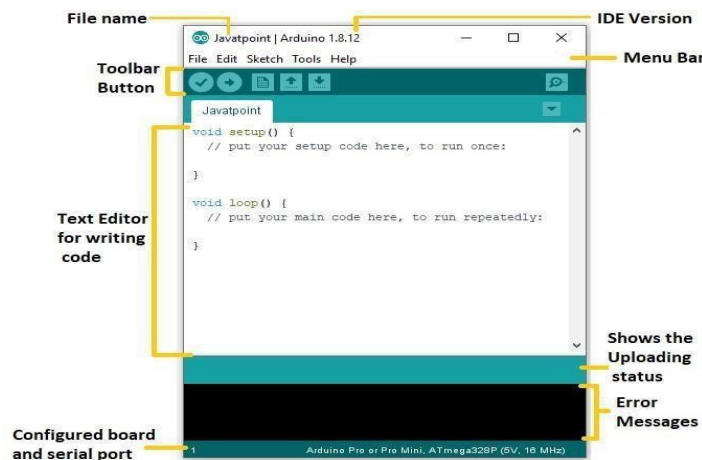 File name
IDE Version
Javatpoint | Arduino 1.8.12
File Edit Sketch Tools Help
Menu Bar
Toolbar
Button
Javatpoint
void setup() {
// put your setup code here, to run once:
}
void loop() {
// put your main code here, to run repeatedly:
}
Text Editor
for writing
code
Shows the
Uploading
status
Error
Messages
Configured board
and serial port
1
Arduino Pro or Pro Mini, ATmega328P (5V, 16 MHz)